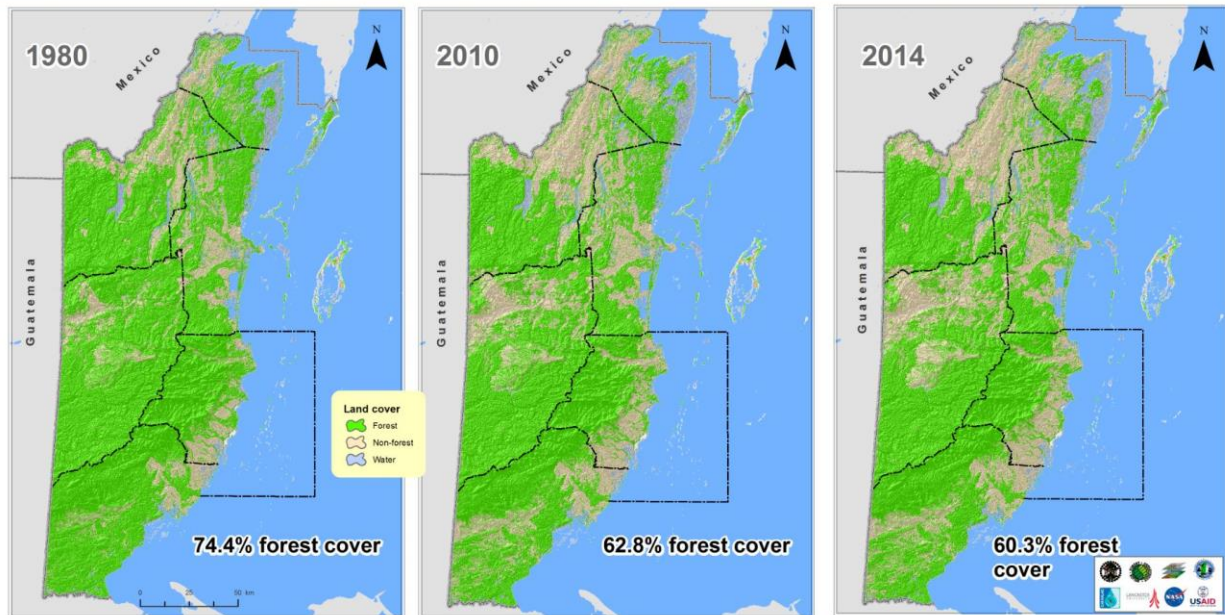 1980
N
Mexico
Guatemala
Land cover
Forest
Non-forest
Water
74.4% forest cover
0
25
50 km
2010
N
Mexico
Guatemala
62.8% forest cover
2014
N
Mexico
Guatemala
60.3% forest
cover
NASA
USAID